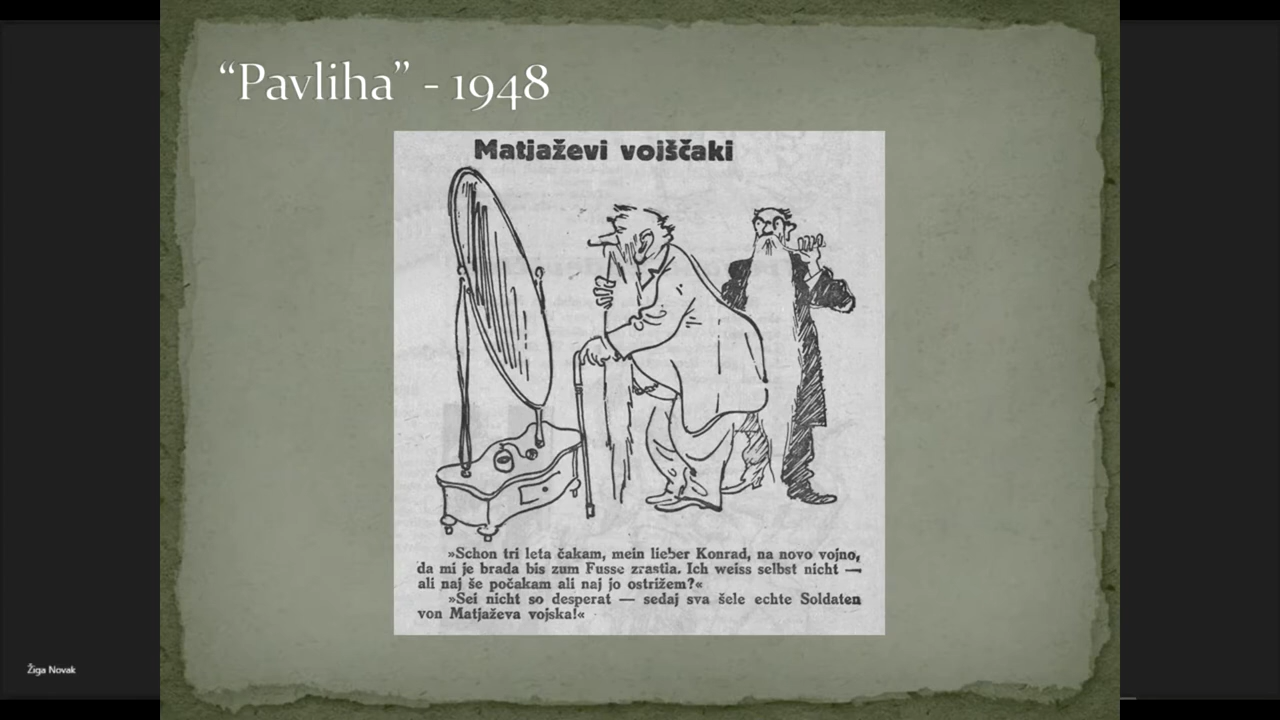 “Pavliha” - 1948
Matjaževi vojščaki
»Schon tri leta čakam, mein lieber Konrad, na novo vojno,
da mi je brada bis zum Fusse zrastla. Ich weiss selbst nicht —
ali naj še počakam ali naj jo ostrižem?«
»Sei nicht so desperat — sedaj sva šele echte Soldaten
von Matjaževa vojska!«
Žiga Novak